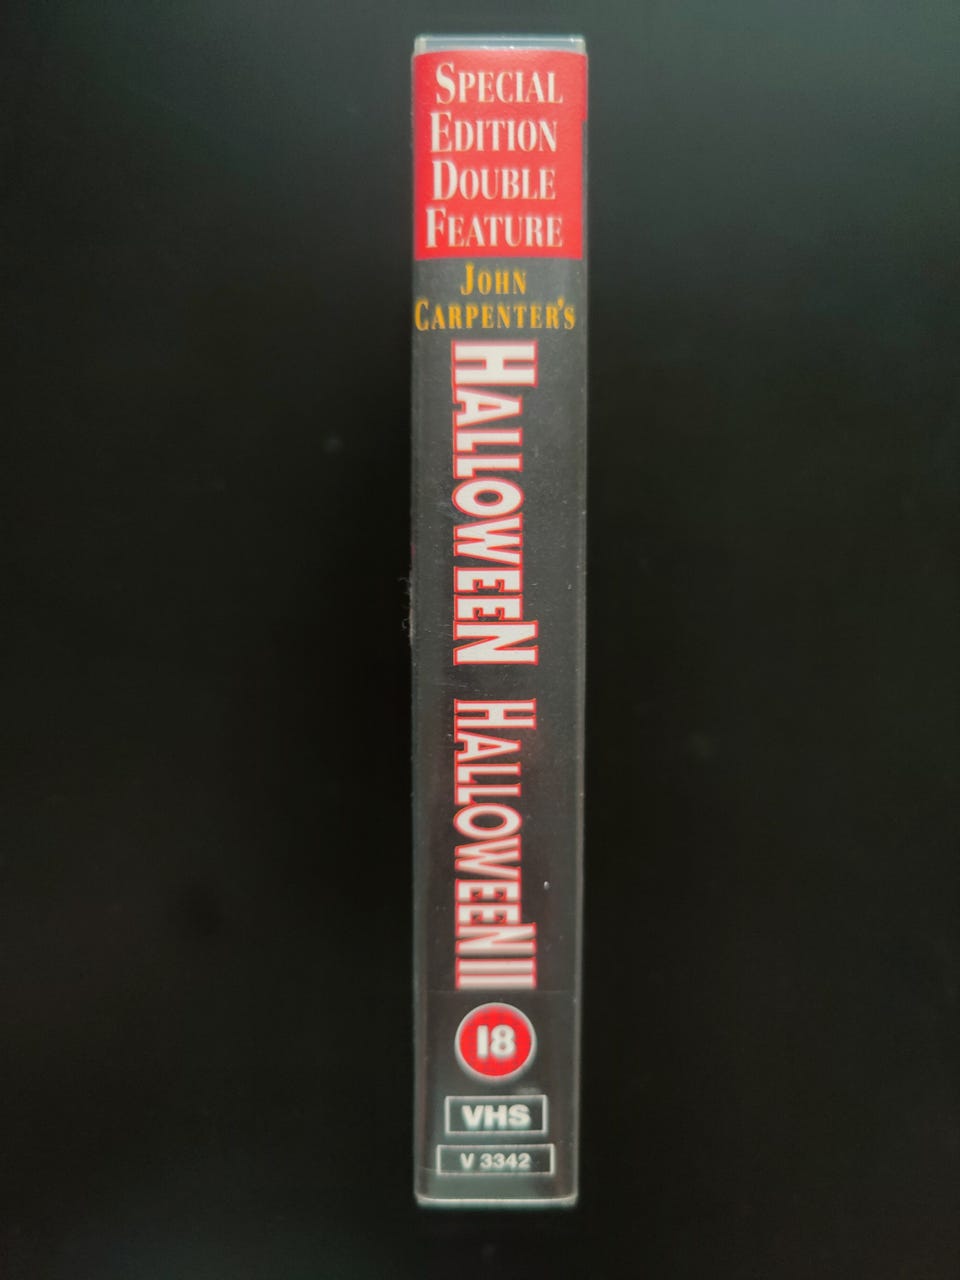 SPECIAL
EDITION
DOUBLE
FEATURE
JOHN
CARPENTER'S
HALLOWEEN HALLOWEEN II
18
VHS
V 3342